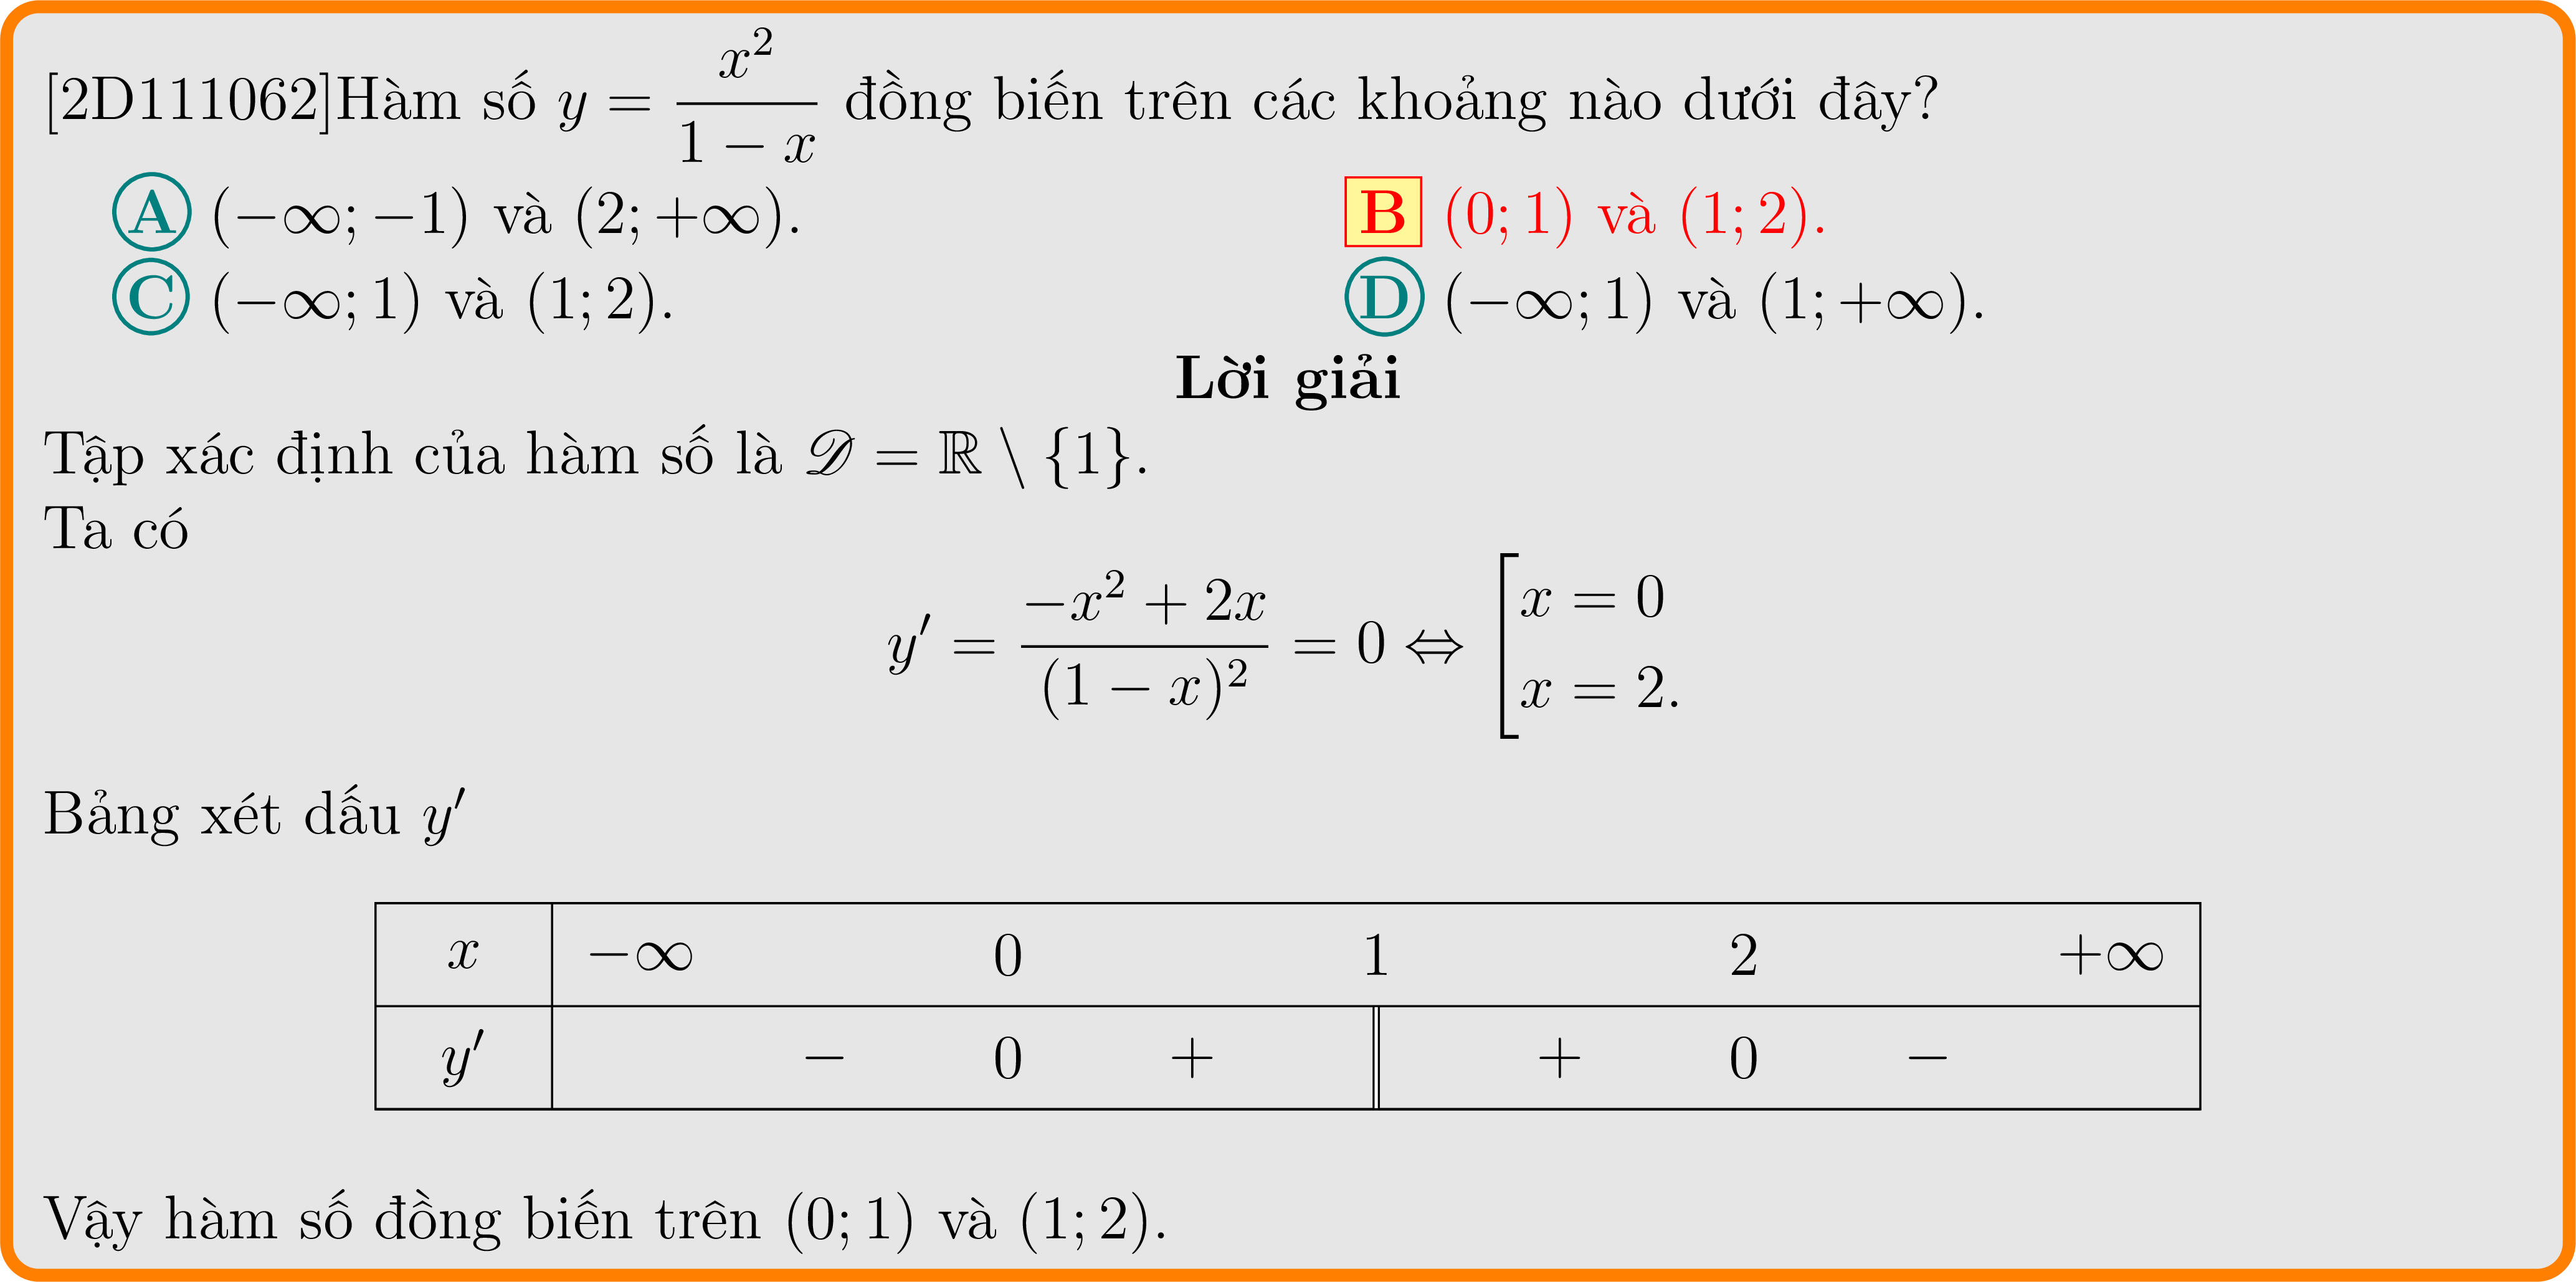 [2D111062]Hàm số $y = \dfrac{x^2}{1-x}$ đồng biến trên các khoảng nào dưới đây?
Ⓐ $(-\infty; -1)$ và $(2; +\infty)$.
B $(0; 1)$ và $(1; 2)$.
Ⓒ $(-\infty; 1)$ và $(1; 2)$.
Ⓓ $(-\infty; 1)$ và $(1; +\infty)$.
Lời giải
Tập xác định của hàm số là $\mathscr{D} = \mathbb{R} \setminus \{1\}$.
Ta có
$y' = \dfrac{-x^2 + 2x}{(1-x)^2} = 0 \Leftrightarrow \left[\begin{array}{l} x = 0 \\ x = 2. \end{array}\right.$
Bảng xét dấu $y'$
$x$ $-\infty$ 0 1 2 $+\infty$
$y'$ − 0 + || + 0 −
Vậy hàm số đồng biến trên $(0; 1)$ và $(1; 2)$.